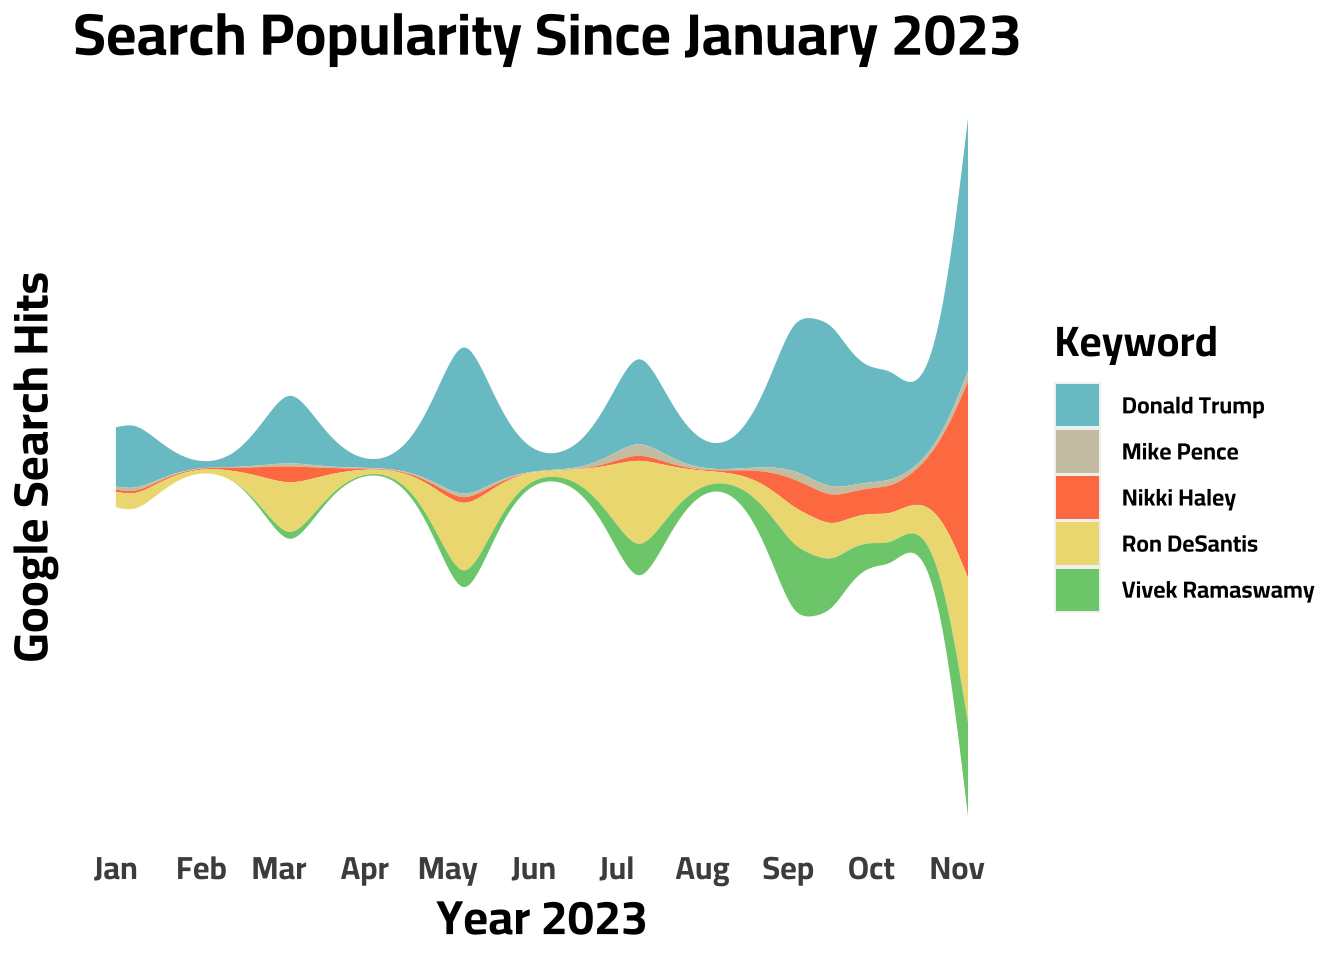 Search Popularity Since January 2023
Google Search Hits
Keyword
Donald Trump
Mike Pence
Nikki Haley
Ron DeSantis
Vivek Ramaswamy
Jan Feb Mar Apr May Jun Jul Aug Sep Oct Nov
Year 2023